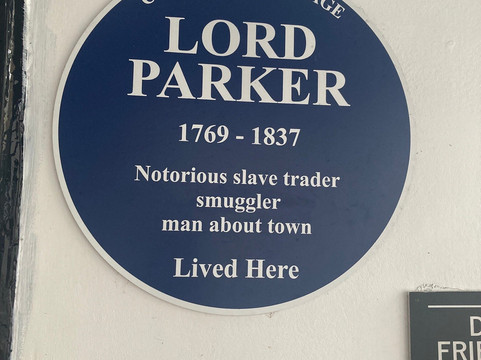 LORD
PARKER
1769 - 1837
Notorious slave trader
smuggler
man about town
Lived Here